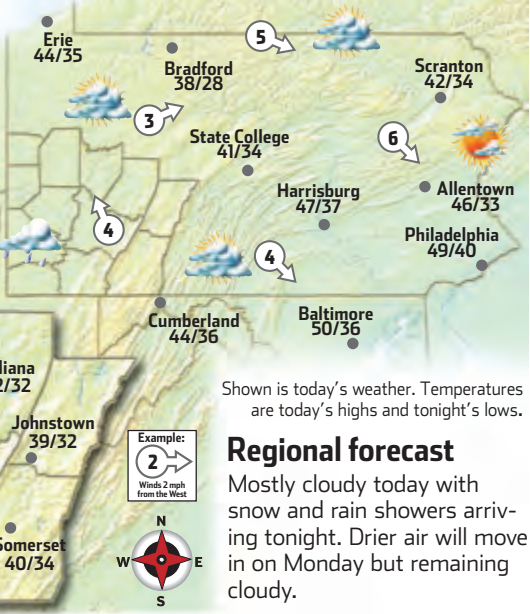 5
Erie
44/35
Bradford
38/28
Scranton
42/34
3
State College
41/34
6
Harrisburg
47/37
Allentown
46/33
4
Philadelphia
49/40
4
Cumberland
44/36
Baltimore
50/36
/32
Shown is today's weather. Temperatures
are today's highs and tonight's lows.
Johnstown
39/32
Example:
2
Winds 2 mph
from the West
Regional forecast
Mostly cloudy today with
snow and rain showers arriv-
ing tonight. Drier air will move
in on Monday but remaining
cloudy.
N
W E
S
Somerset
40/34